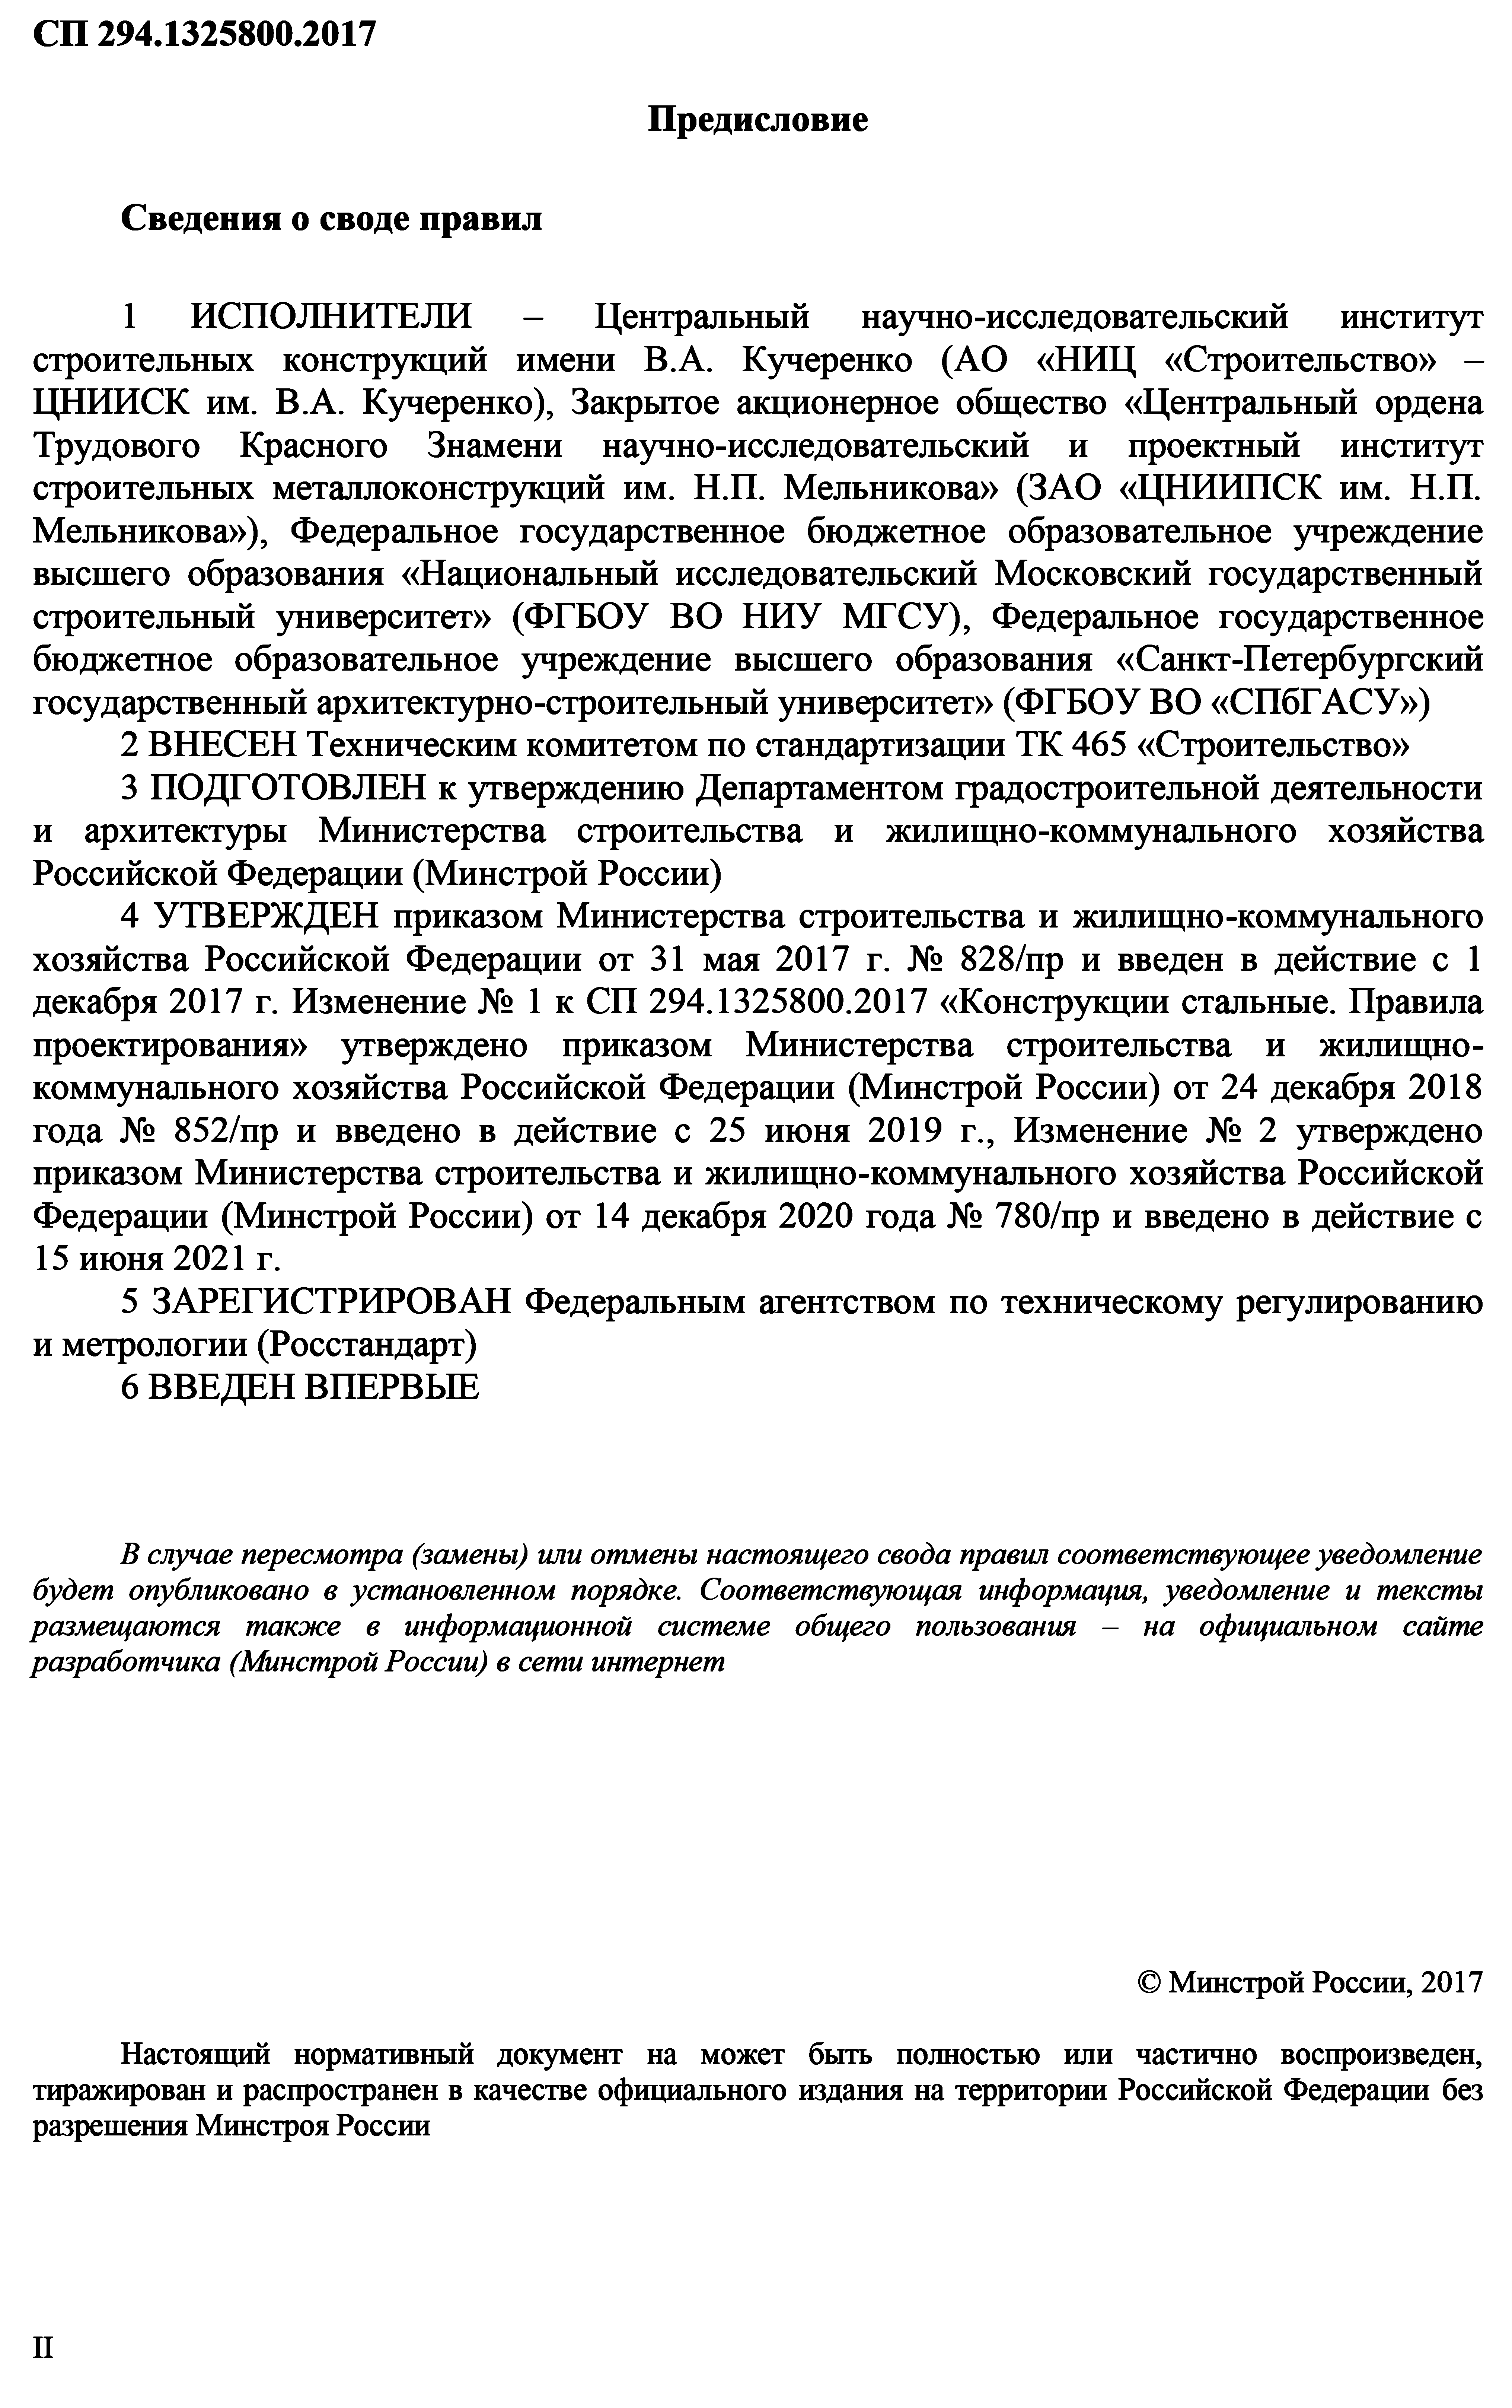 СП 294.1325800.2017
Предисловие
Сведения о своде правил
1 ИСПОЛНИТЕЛИ – Центральный научно-исследовательский институт
строительных конструкций имени В.А. Кучеренко (АО «НИЦ «Строительство» –
ЦНИИСК им. В.А. Кучеренко), Закрытое акционерное общество «Центральный ордена
Трудового Красного Знамени научно-исследовательский и проектный институт
строительных металлоконструкций им. Н.П. Мельникова» (ЗАО «ЦНИИПСК им. Н.П.
Мельникова»), Федеральное государственное бюджетное образовательное учреждение
высшего образования «Национальный исследовательский Московский государственный
строительный университет» (ФГБОУ ВО НИУ МГСУ), Федеральное государственное
бюджетное образовательное учреждение высшего образования «Санкт-Петербургский
государственный архитектурно-строительный университет» (ФГБОУ ВО «СПбГАСУ»)
2 ВНЕСЕН Техническим комитетом по стандартизации ТК 465 «Строительство»
3 ПОДГОТОВЛЕН к утверждению Департаментом градостроительной деятельности
и архитектуры Министерства строительства и жилищно-коммунального хозяйства
Российской Федерации (Минстрой России)
4 УТВЕРЖДЕН приказом Министерства строительства и жилищно-коммунального
хозяйства Российской Федерации от 31 мая 2017 г. № 828/пр и введен в действие с 1
декабря 2017 г. Изменение № 1 к СП 294.1325800.2017 «Конструкции стальные. Правила
проектирования» утверждено приказом Министерства строительства и жилищно-
коммунального хозяйства Российской Федерации (Минстрой России) от 24 декабря 2018
года № 852/пр и введено в действие с 25 июня 2019 г., Изменение № 2 утверждено
приказом Министерства строительства и жилищно-коммунального хозяйства Российской
Федерации (Минстрой России) от 14 декабря 2020 года № 780/пр и введено в действие с
15 июня 2021 г.
5 ЗАРЕГИСТРИРОВАН Федеральным агентством по техническому регулированию
и метрологии (Росстандарт)
6 ВВЕДЕН ВПЕРВЫЕ
В случае пересмотра (замены) или отмены настоящего свода правил соответствующее уведомление
будет опубликовано в установленном порядке. Соответствующая информация, уведомление и тексты
размещаются также в информационной системе общего пользования – на официальном сайте
разработчика (Минстрой России) в сети интернет
© Минстрой России, 2017
Настоящий нормативный документ на может быть полностью или частично воспроизведен,
тиражирован и распространен в качестве официального издания на территории Российской Федерации без
разрешения Минстроя России
II